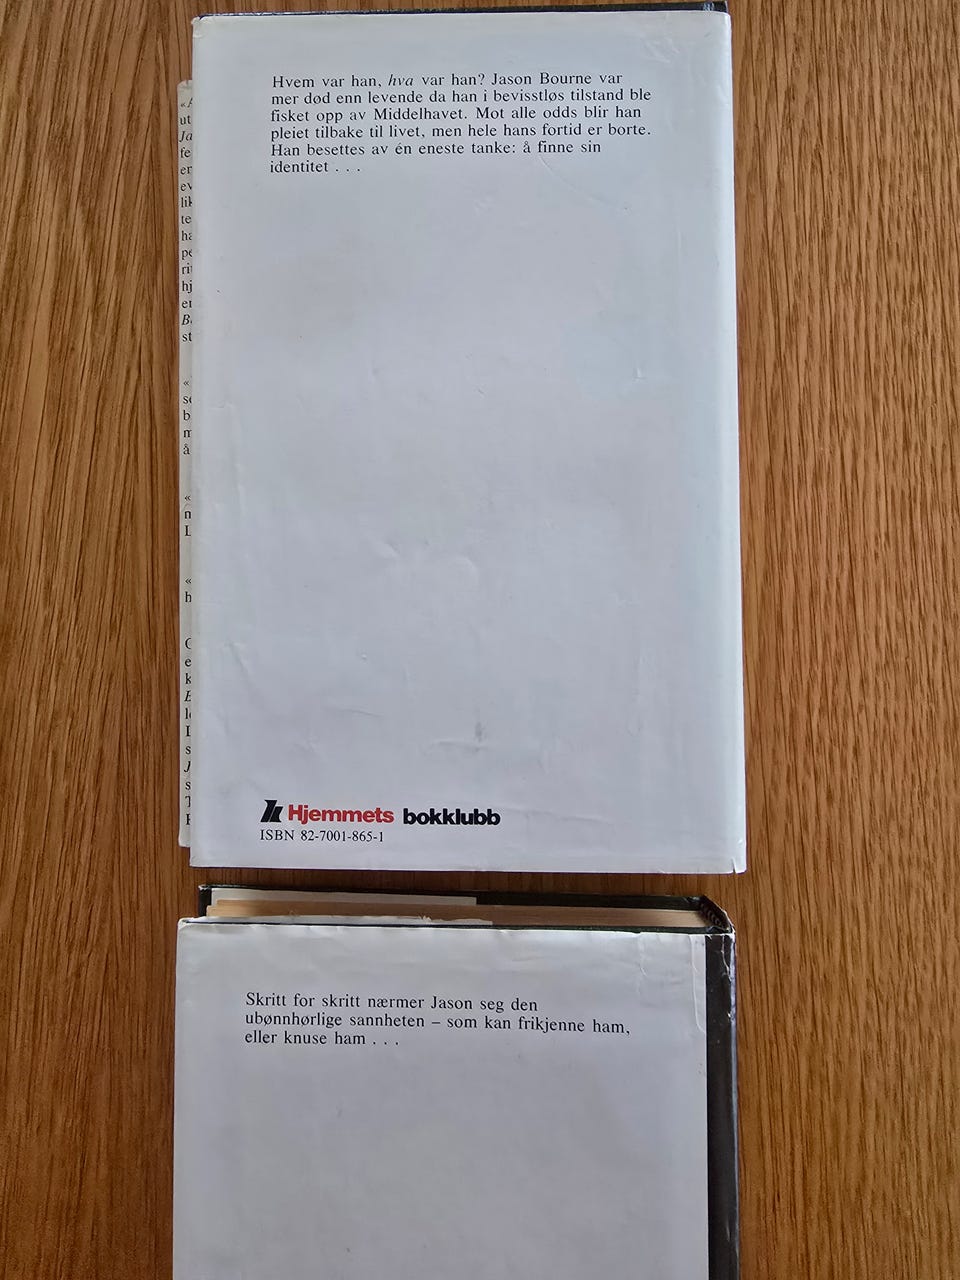 Hvem var han, hva var han? Jason Bourne var
mer død enn levende da han i bevisstløs tilstand ble
fisket opp av Middelhavet. Mot alle odds blir han
pleiet tilbake til livet, men hele hans fortid er borte.
Han besettes av én eneste tanke: å finne sin
identitet . . .
Hjemmets bokklubb
ISBN 82-7001-865-1
Skritt for skritt nærmer Jason seg den
ubønnhørlige sannheten – som kan frikjenne ham,
eller knuse ham . . .